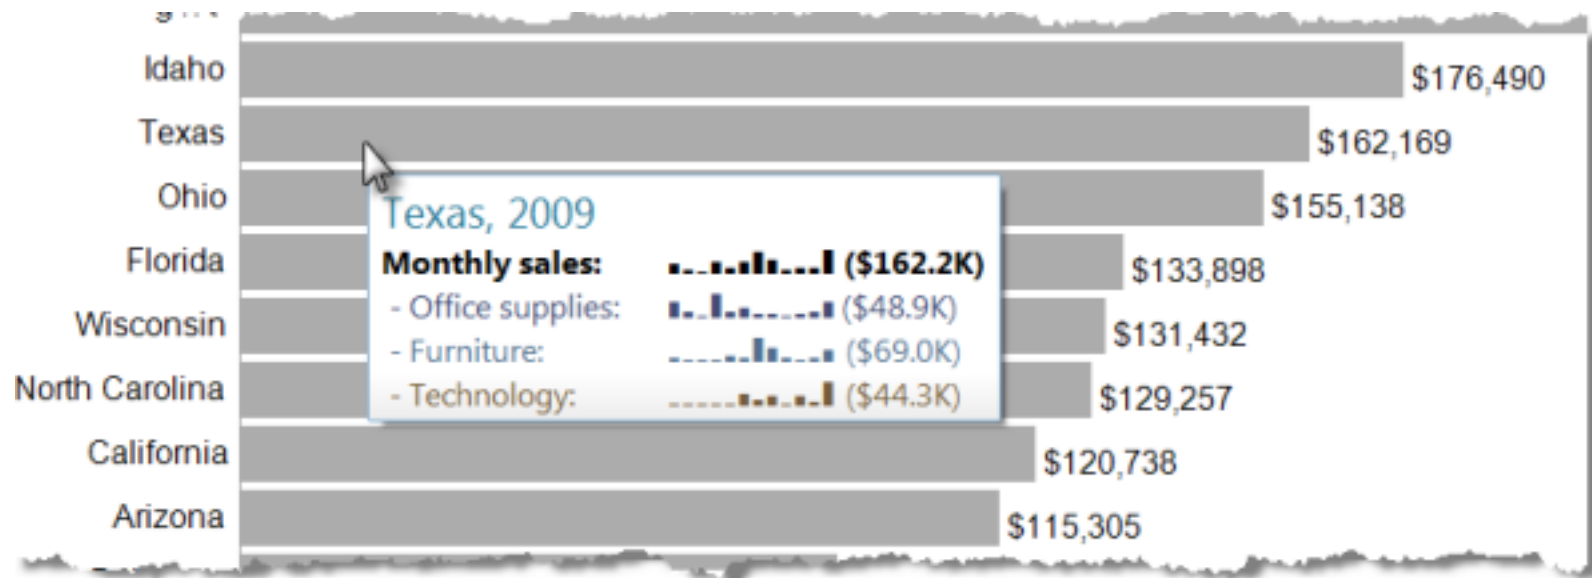 Idaho $176,490
Texas $162,169
Ohio $155,138
Texas, 2009
Monthly sales: ($162.2K)
- Office supplies: ($48.9K)
- Furniture: ($69.0K)
- Technology: ($44.3K)
Florida $133,898
Wisconsin $131,432
North Carolina $129,257
California $120,738
Arizona $115,305